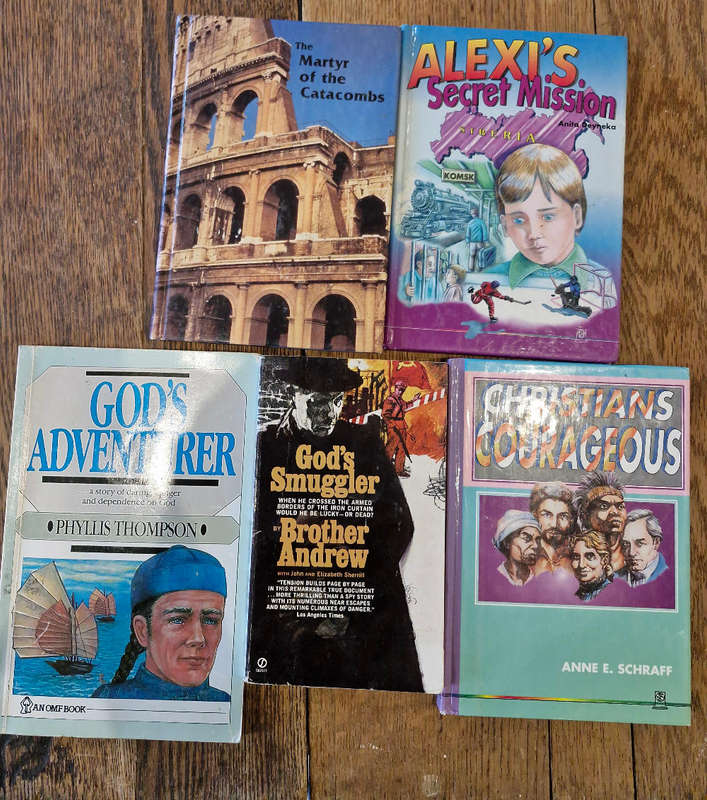 The
Martyr
of the
Catacombs
ALEXI'S
Secret Mission
Anita Deyneka
SIBERIA
KOMSK
GOD'S
ADVENTURER
a story of daring, danger
and dependence on God
PHYLLIS THOMPSON
AN OMF BOOK
God's
Smuggler
WHEN HE CROSSED THE ARMED
BORDERS OF THE IRON CURTAIN
WOULD HE BE LUCKY—OR DEAD?
BY Brother
Andrew
WITH John and Elizabeth Sherrill
"TENSION BUILDS PAGE BY PAGE
IN THIS REMARKABLE TRUE DOCUMENT
...MORE THRILLING THAN A SPY STORY
WITH ITS NUMEROUS NEAR ESCAPES
AND MOUNTING CLIMAXES OF DANGER."
Los Angeles Times
CHRISTIANS
COURAGEOUS
ANNE E. SCHRAFF